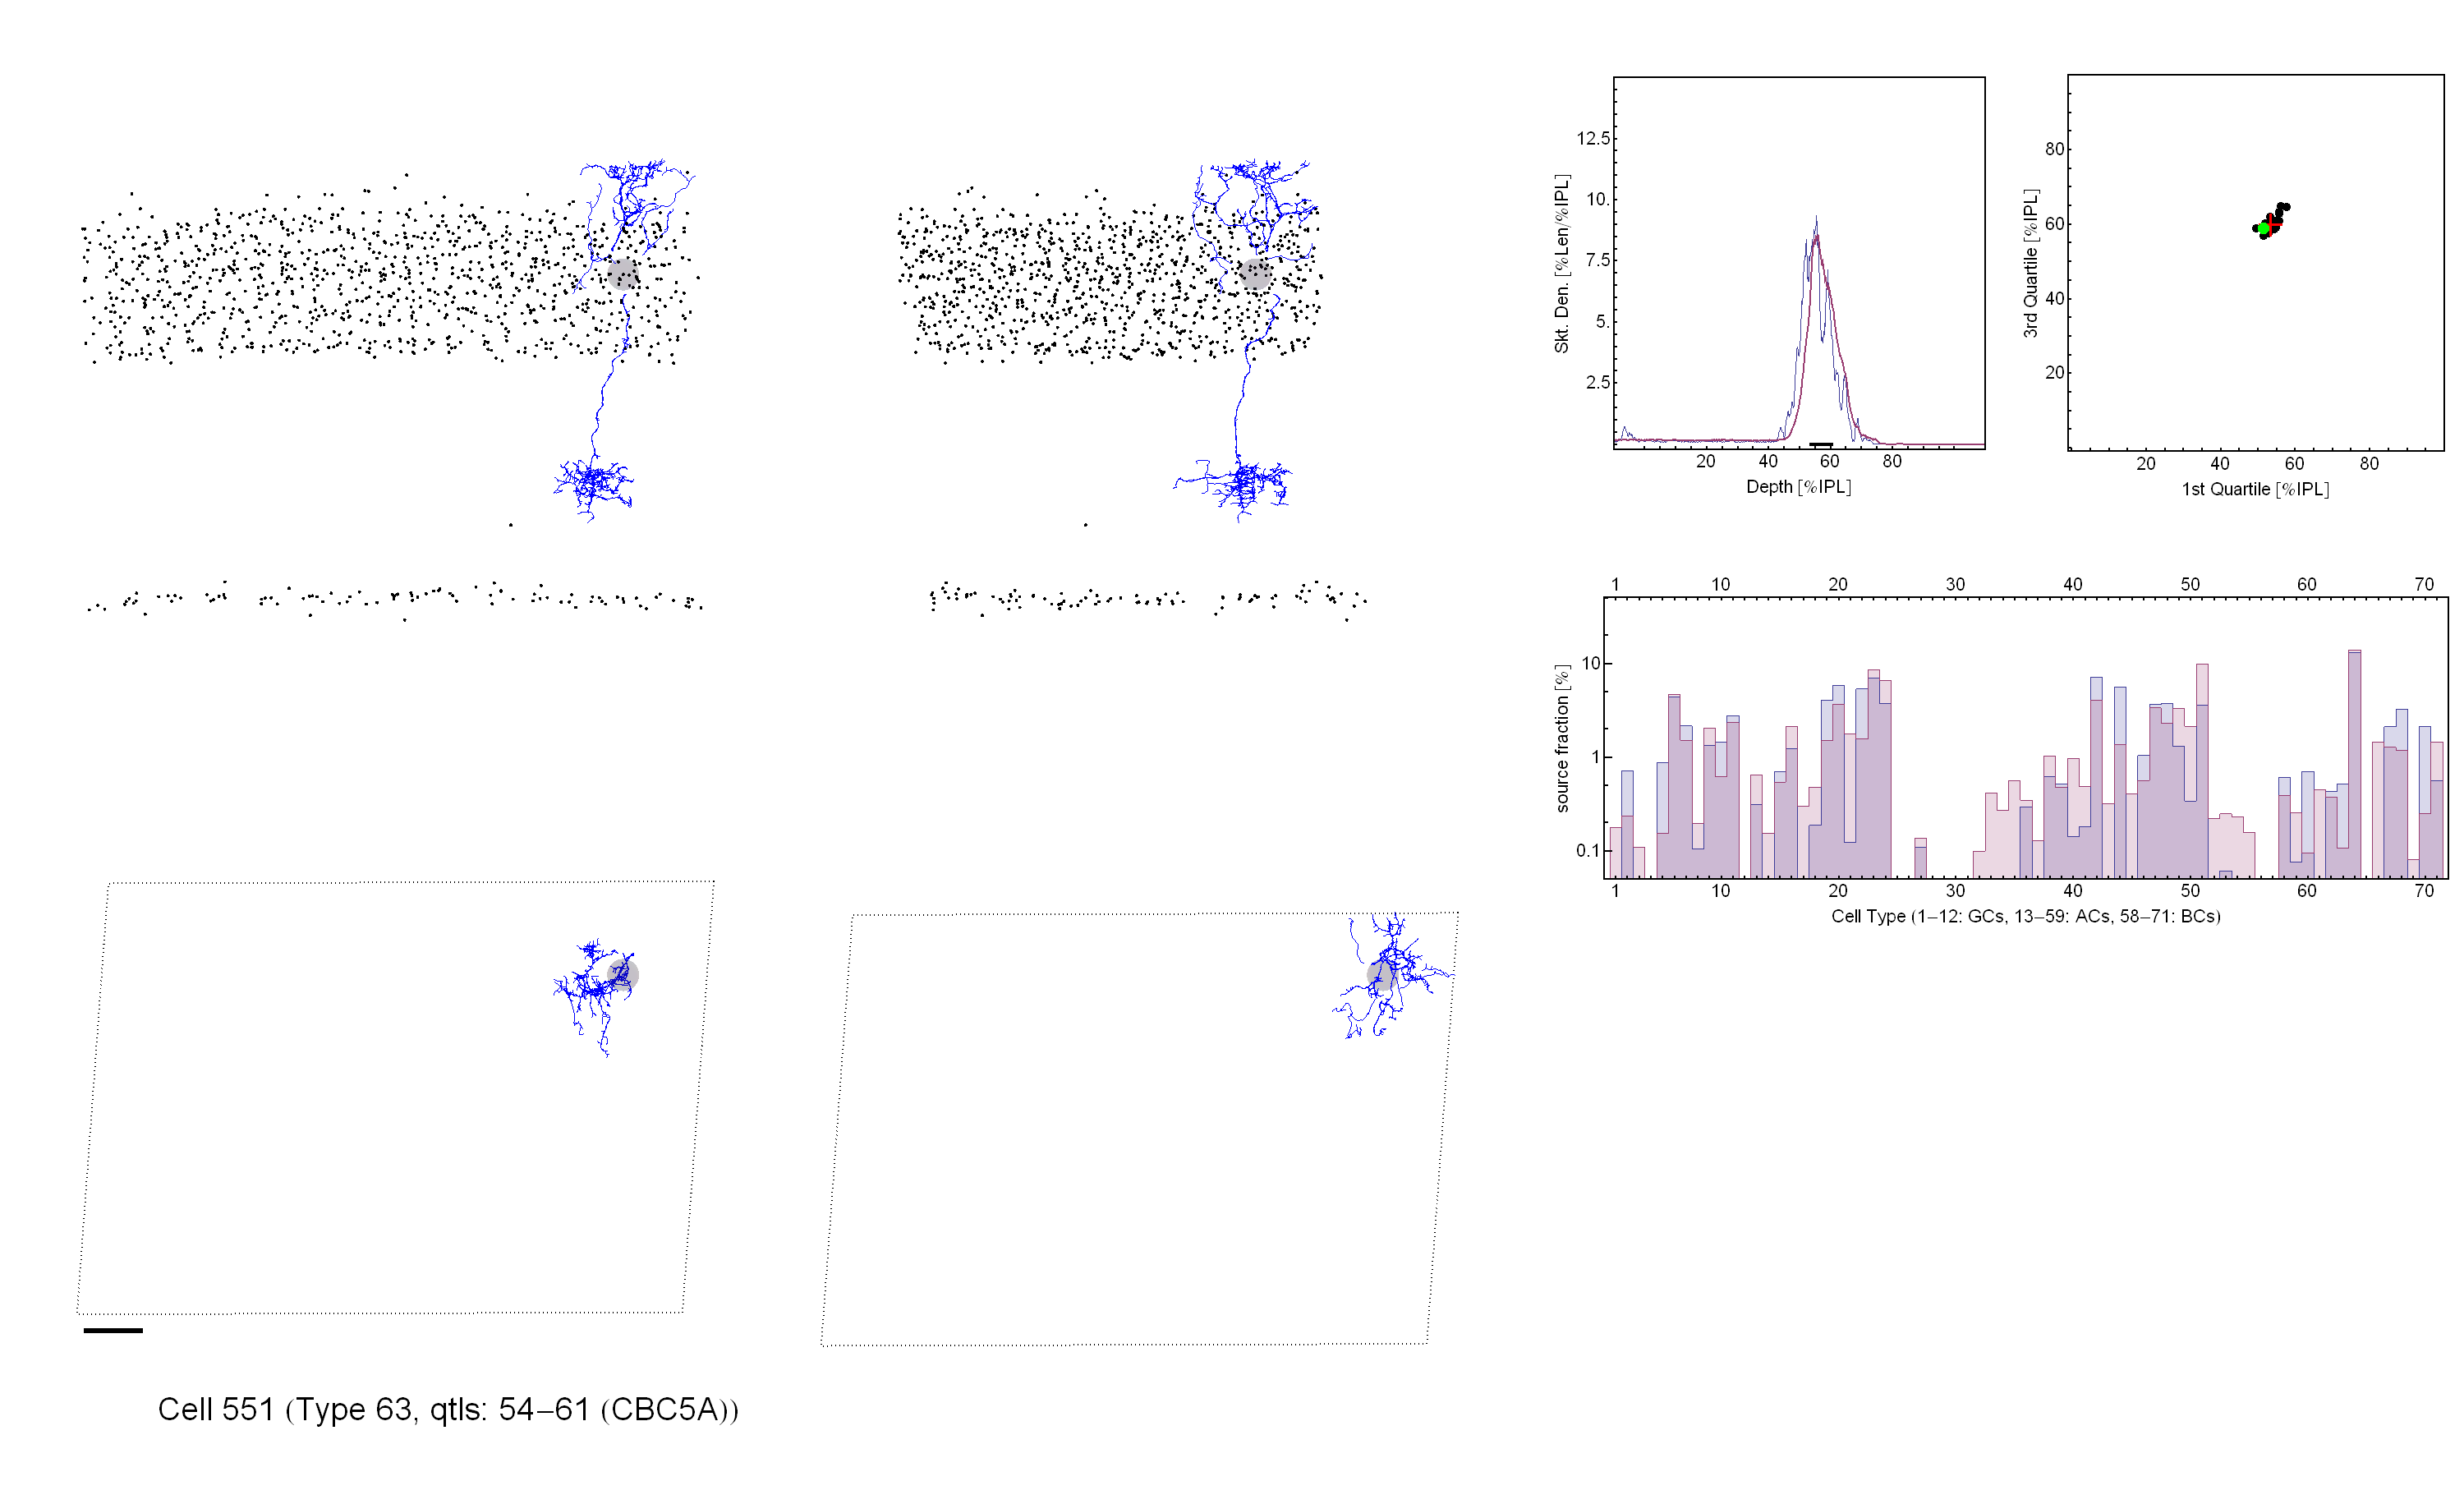 12.5
10.
7.5
5.
2.5
Skt. Den. [%Len/%IPL]
20 40 60 80
Depth [%IPL]
80
60
40
20
3rd Quartile [%IPL]
20 40 60 80
1st Quartile [%IPL]
1 10 20 30 40 50 60 70
10
1
0.1
source fraction [%]
1 10 20 30 40 50 60 70
Cell Type (1–12: GCs, 13–59: ACs, 58–71: BCs)
Cell 551 (Type 63, qtls: 54–61 (CBC5A))